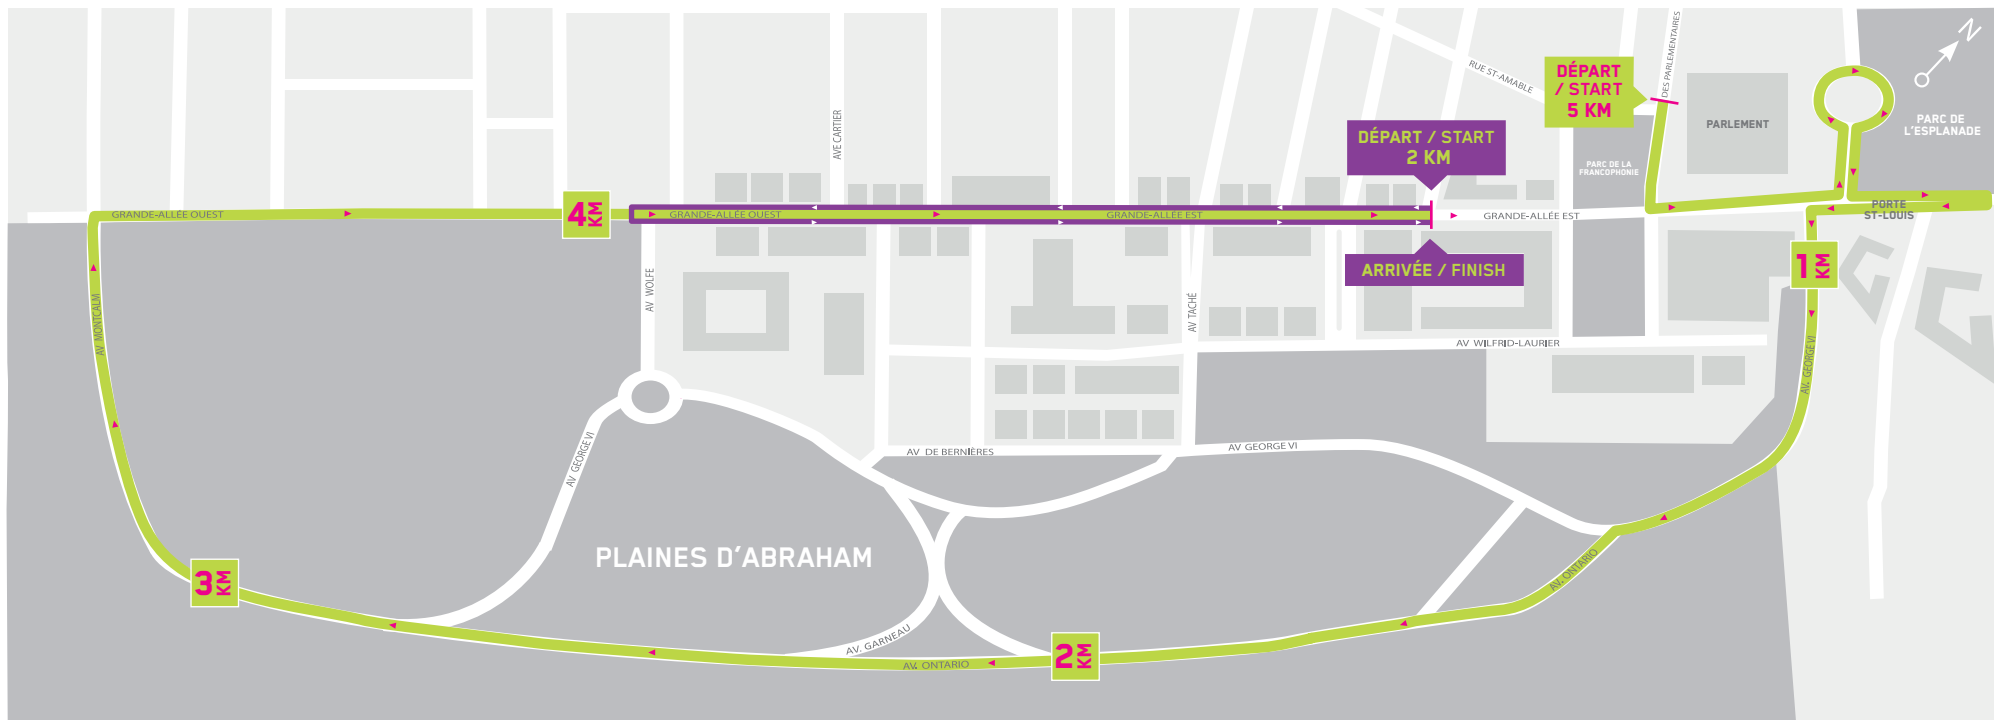 N
DES PARLEMENTAIRES
RUE ST-AMABLE
DÉPART
/ START
5 KM
PARLEMENT
PARC DE
L'ESPLANADE
AVE CARTIER
DÉPART / START
2 KM
PARC DE LA
FRANCOPHONIE
GRANDE-ALLÉE OUEST
4 KM
GRANDE-ALLÉE OUEST
GRANDE-ALLÉE EST
GRANDE-ALLÉE EST
PORTE
ST-LOUIS
ARRIVÉE / FINISH
1 KM
AV WOLFE
AV MONTCALM
AV TACHÉ
AV WILFRID-LAURIER
AV. GEORGE VI
AV GEORGE VI
AV DE BERNIÈRES
AV GEORGE VI
PLAINES D'ABRAHAM
AV. ONTARIO
3 KM
AV. GARNEAU
2 KM
AV. ONTARIO